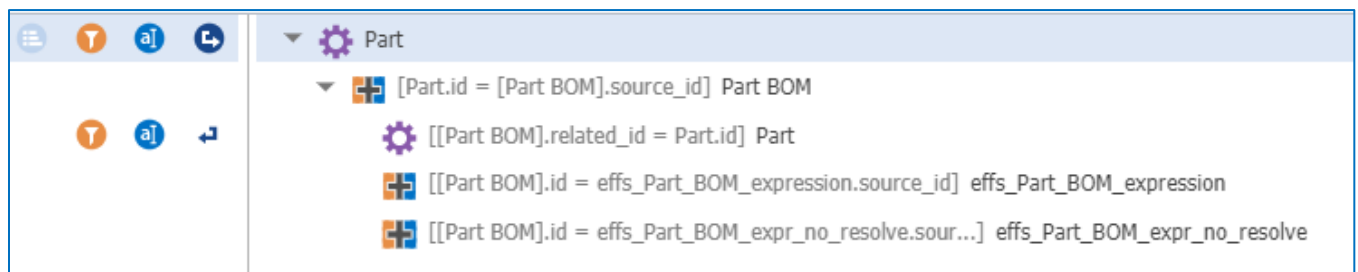 Part
[Part.id = [Part BOM].source_id] Part BOM
[[Part BOM].related_id = Part.id] Part
[[Part BOM].id = effs_Part_BOM_expression.source_id] effs_Part_BOM_expression
[[Part BOM].id = effs_Part_BOM_expr_no_resolve.sour...] effs_Part_BOM_expr_no_resolve